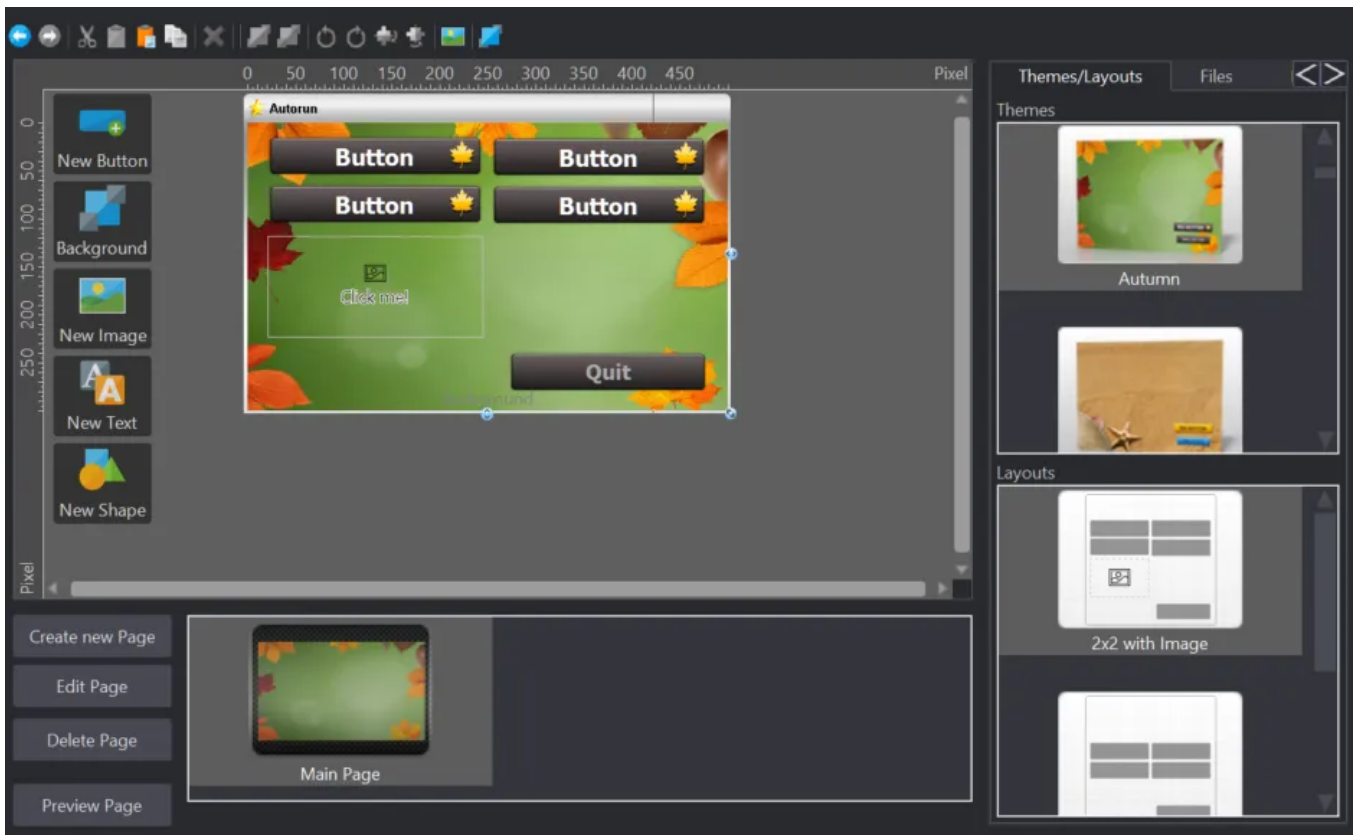 0 50 100 150 200 250 300 350 400 450 Pixel
Themes/Layouts Files
Themes
Autorun
0
50
100
150
200
250
Pixel
New Button
Background
New Image
New Text
New Shape
Button Button
Button Button
Click me!
Quit
Background
Autumn
Layouts
2x2 with Image
Create new Page
Edit Page
Delete Page
Preview Page
Main Page